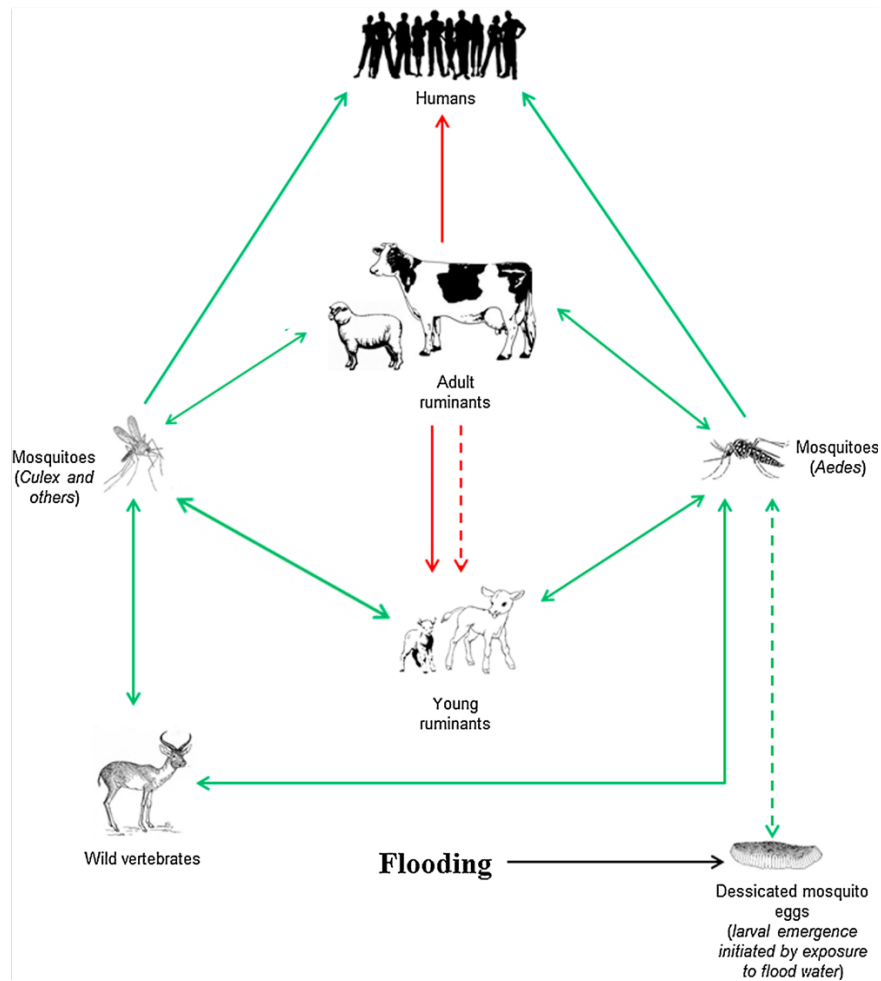 Humans
Adult
ruminants
Mosquitoes
(Culex and
others)
Mosquitoes
(Aedes)
Young
ruminants
Wild vertebrates
Flooding
Dessicated mosquito
eggs
(larval emergence
initiated by exposure
to flood water)